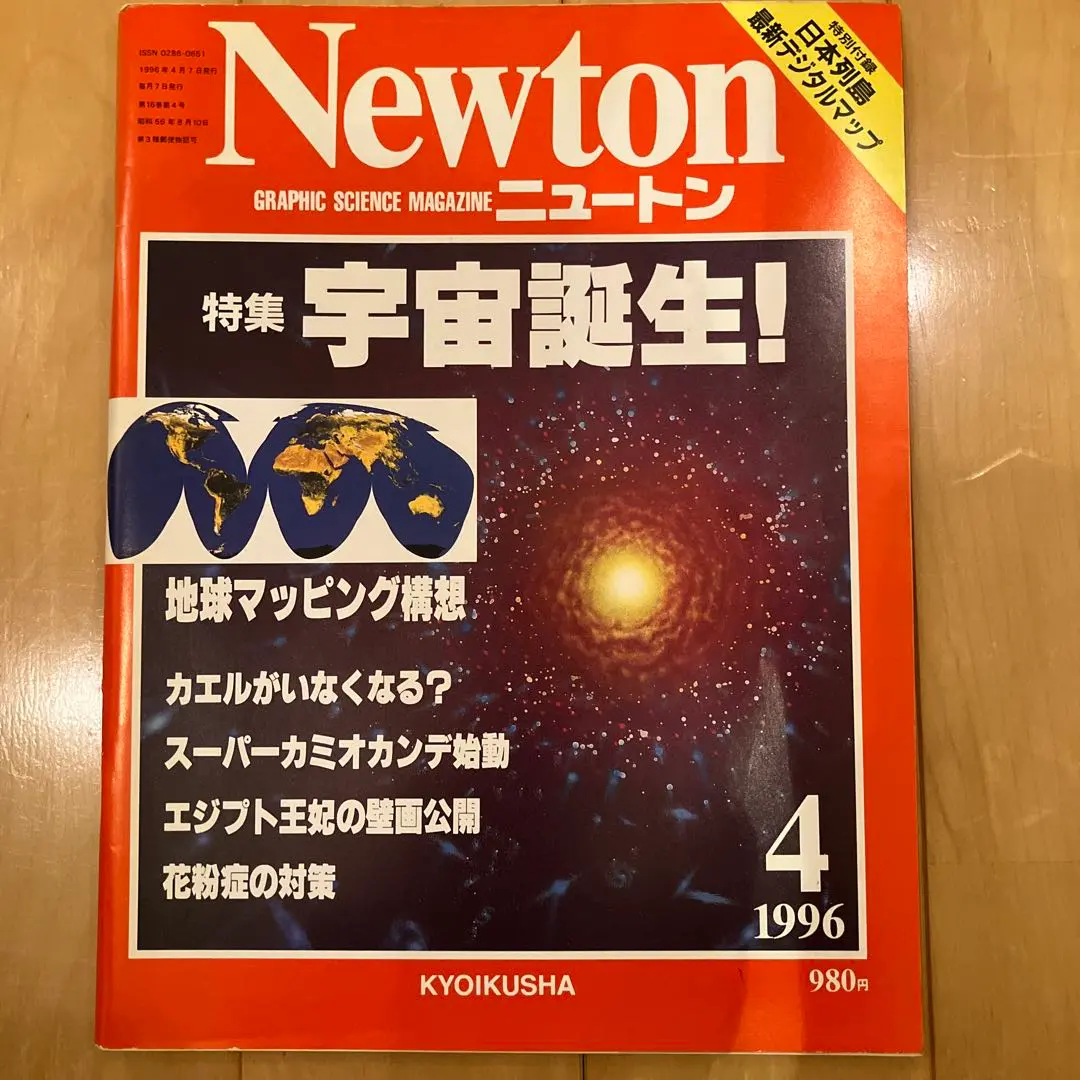 ISSN 0286-0651
1996年4月7日発行
毎月7日発行
第16巻第4号
昭和56年8月10日
第3種郵便物認可
Newton
GRAPHIC SCIENCE MAGAZINE ニュートン
特別付録
日本列島
最新デジタルマップ
特集 宇宙誕生!
地球マッピング構想
カエルがいなくなる?
スーパーカミオカンデ始動
エジプト王妃の壁画公開
花粉症の対策
4
1996
KYOIKUSHA
980円